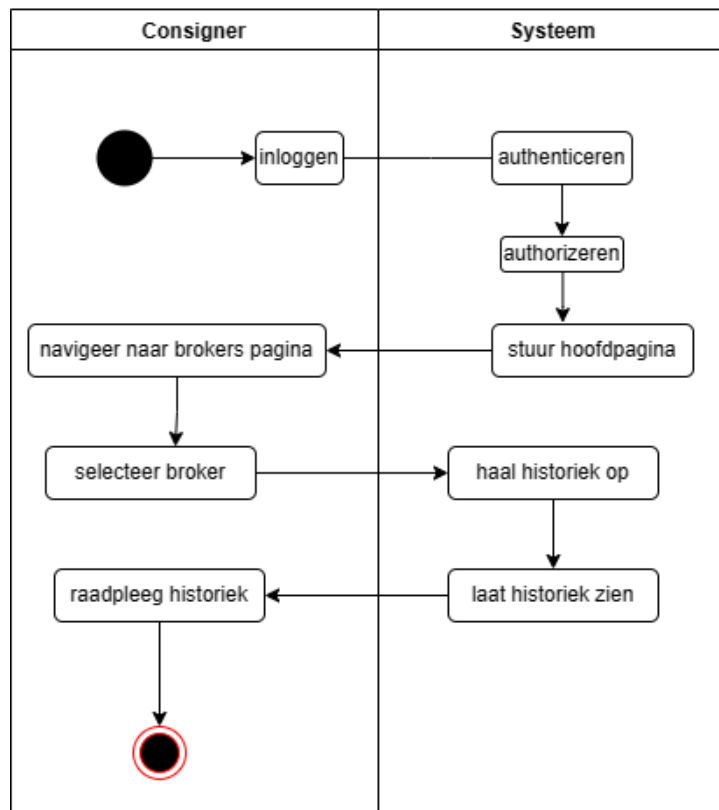 Consigner
Systeem
inloggen
authenticeren
authorizeren
navigeer naar brokers pagina
stuur hoofdpagina
selecteer broker
haal historiek op
raadpleeg historiek
laat historiek zien